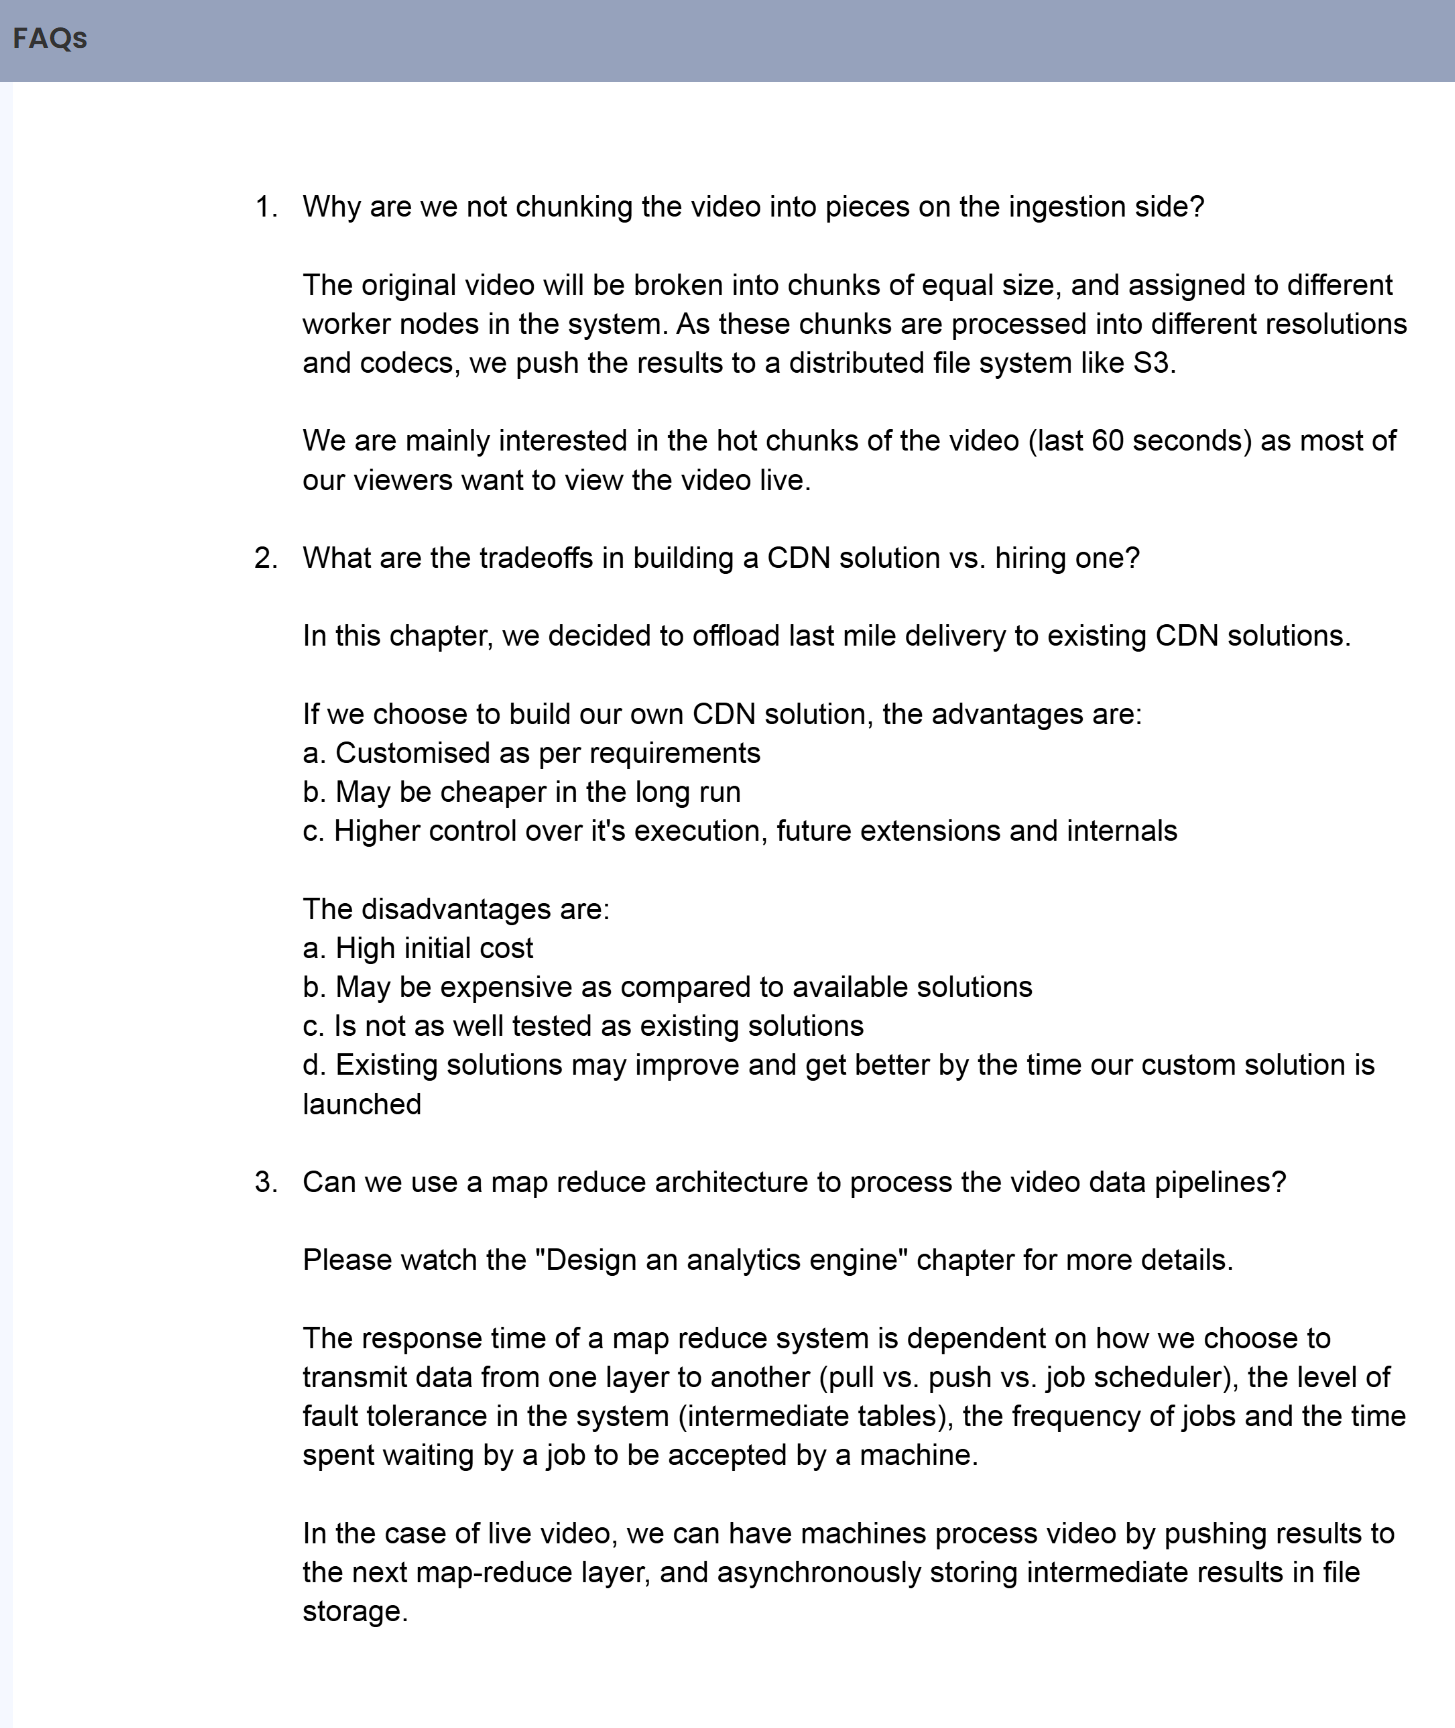 FAQs
1. Why are we not chunking the video into pieces on the ingestion side?
The original video will be broken into chunks of equal size, and assigned to different
worker nodes in the system. As these chunks are processed into different resolutions
and codecs, we push the results to a distributed file system like S3.
We are mainly interested in the hot chunks of the video (last 60 seconds) as most of
our viewers want to view the video live.
2. What are the tradeoffs in building a CDN solution vs. hiring one?
In this chapter, we decided to offload last mile delivery to existing CDN solutions.
If we choose to build our own CDN solution, the advantages are:
a. Customised as per requirements
b. May be cheaper in the long run
c. Higher control over it's execution, future extensions and internals
The disadvantages are:
a. High initial cost
b. May be expensive as compared to available solutions
c. Is not as well tested as existing solutions
d. Existing solutions may improve and get better by the time our custom solution is
launched
3. Can we use a map reduce architecture to process the video data pipelines?
Please watch the "Design an analytics engine" chapter for more details.
The response time of a map reduce system is dependent on how we choose to
transmit data from one layer to another (pull vs. push vs. job scheduler), the level of
fault tolerance in the system (intermediate tables), the frequency of jobs and the time
spent waiting by a job to be accepted by a machine.
In the case of live video, we can have machines process video by pushing results to
the next map-reduce layer, and asynchronously storing intermediate results in file
storage.